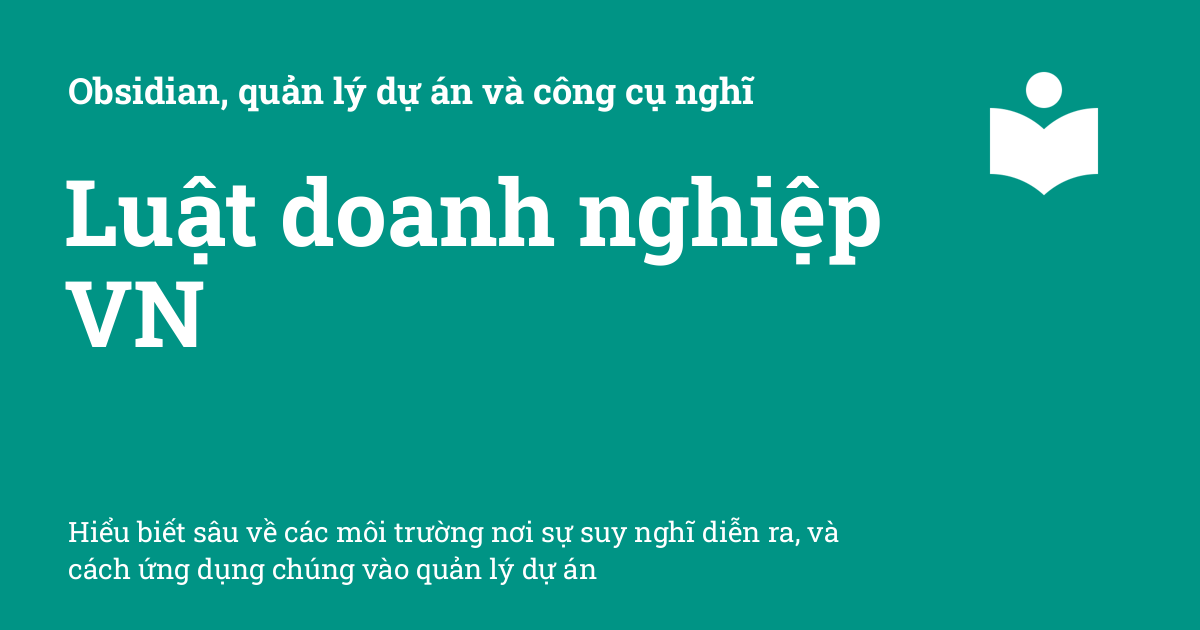 Obsidian, quản lý dự án và công cụ nghĩ
Luật doanh nghiệp
VN
Hiểu biết sâu về các môi trường nơi sự suy nghĩ diễn ra, và
cách ứng dụng chúng vào quản lý dự án